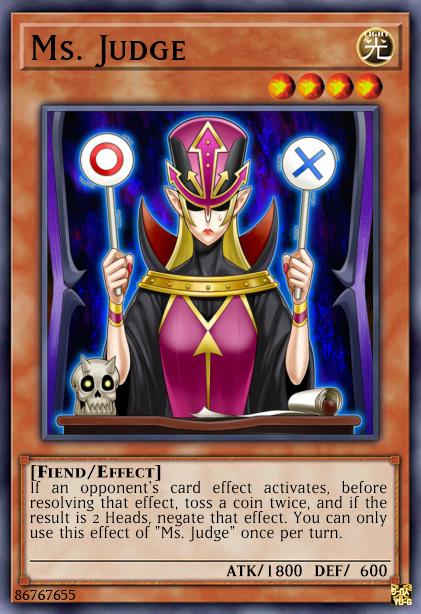 Ms. Judge
LIGHT
光
[Fiend/Effect]
If an opponent's card effect activates, before
resolving that effect, toss a coin twice, and if the
result is 2 Heads, negate that effect. You can only
use this effect of "Ms. Judge" once per turn.
ATK/1800 DEF/ 600
86767655